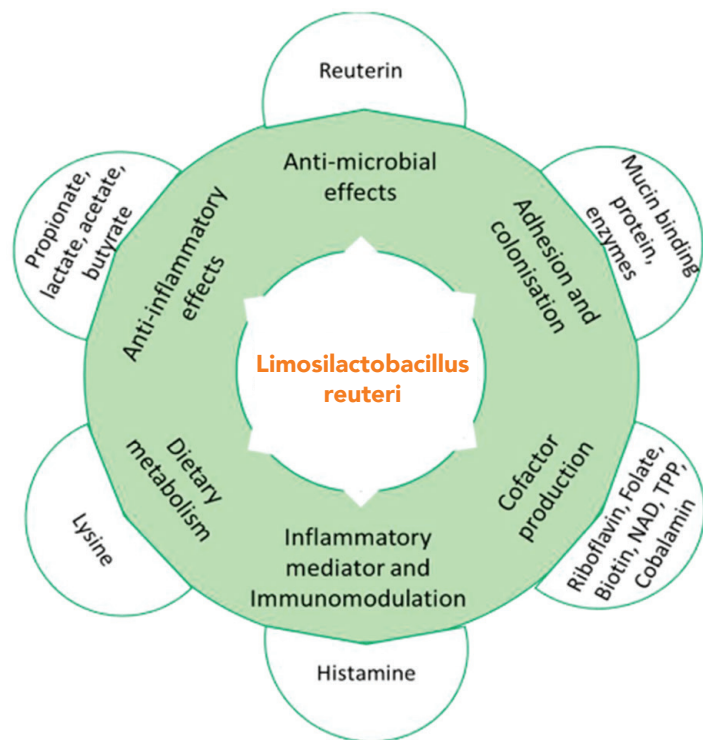 Reuterin
Anti-microbial
effects
Mucin binding
protein,
enzymes
Adhesion and
colonisation
Riboflavin, Folate,
Biotin, NAD, TPP,
Cobalamin
Cofactor
production
Inflammatory
mediator and
Immunomodulation
Histamine
Dietary
metabolism
Lysine
Anti-inflammatory
effects
Propionate,
lactate, acetate,
butyrate
Limosilactobacillus
reuteri